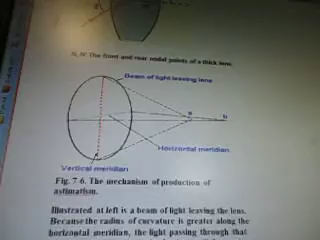 N, N' The front and rear nodal points of a thick lens.
Beam of light leaving lens
a
b
Horizontal meridian.
Vertical meridian
Fig. 7-6. The mechanism of production of
astimatism.
Illustrated at left is a beam of light leaving the lens.
Because the radius of curvature is greater along the
horizontal meridian, the light passing through that